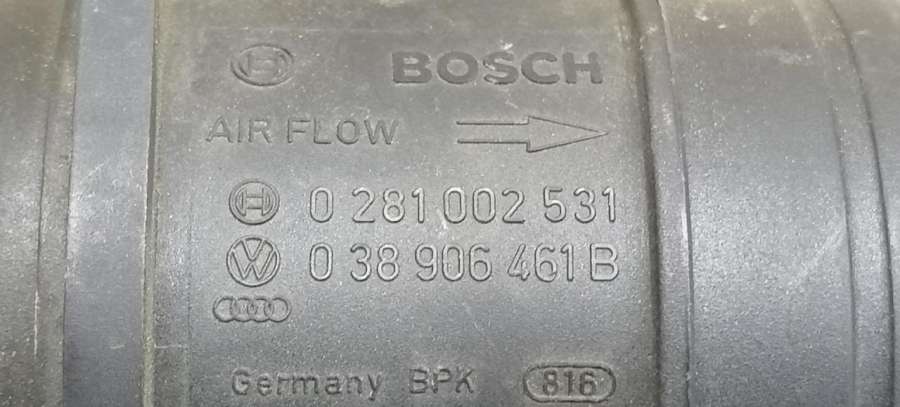 BOSCH
AIR FLOW
0 281 002 531
0 38 906 461 B
Germany BPK 816